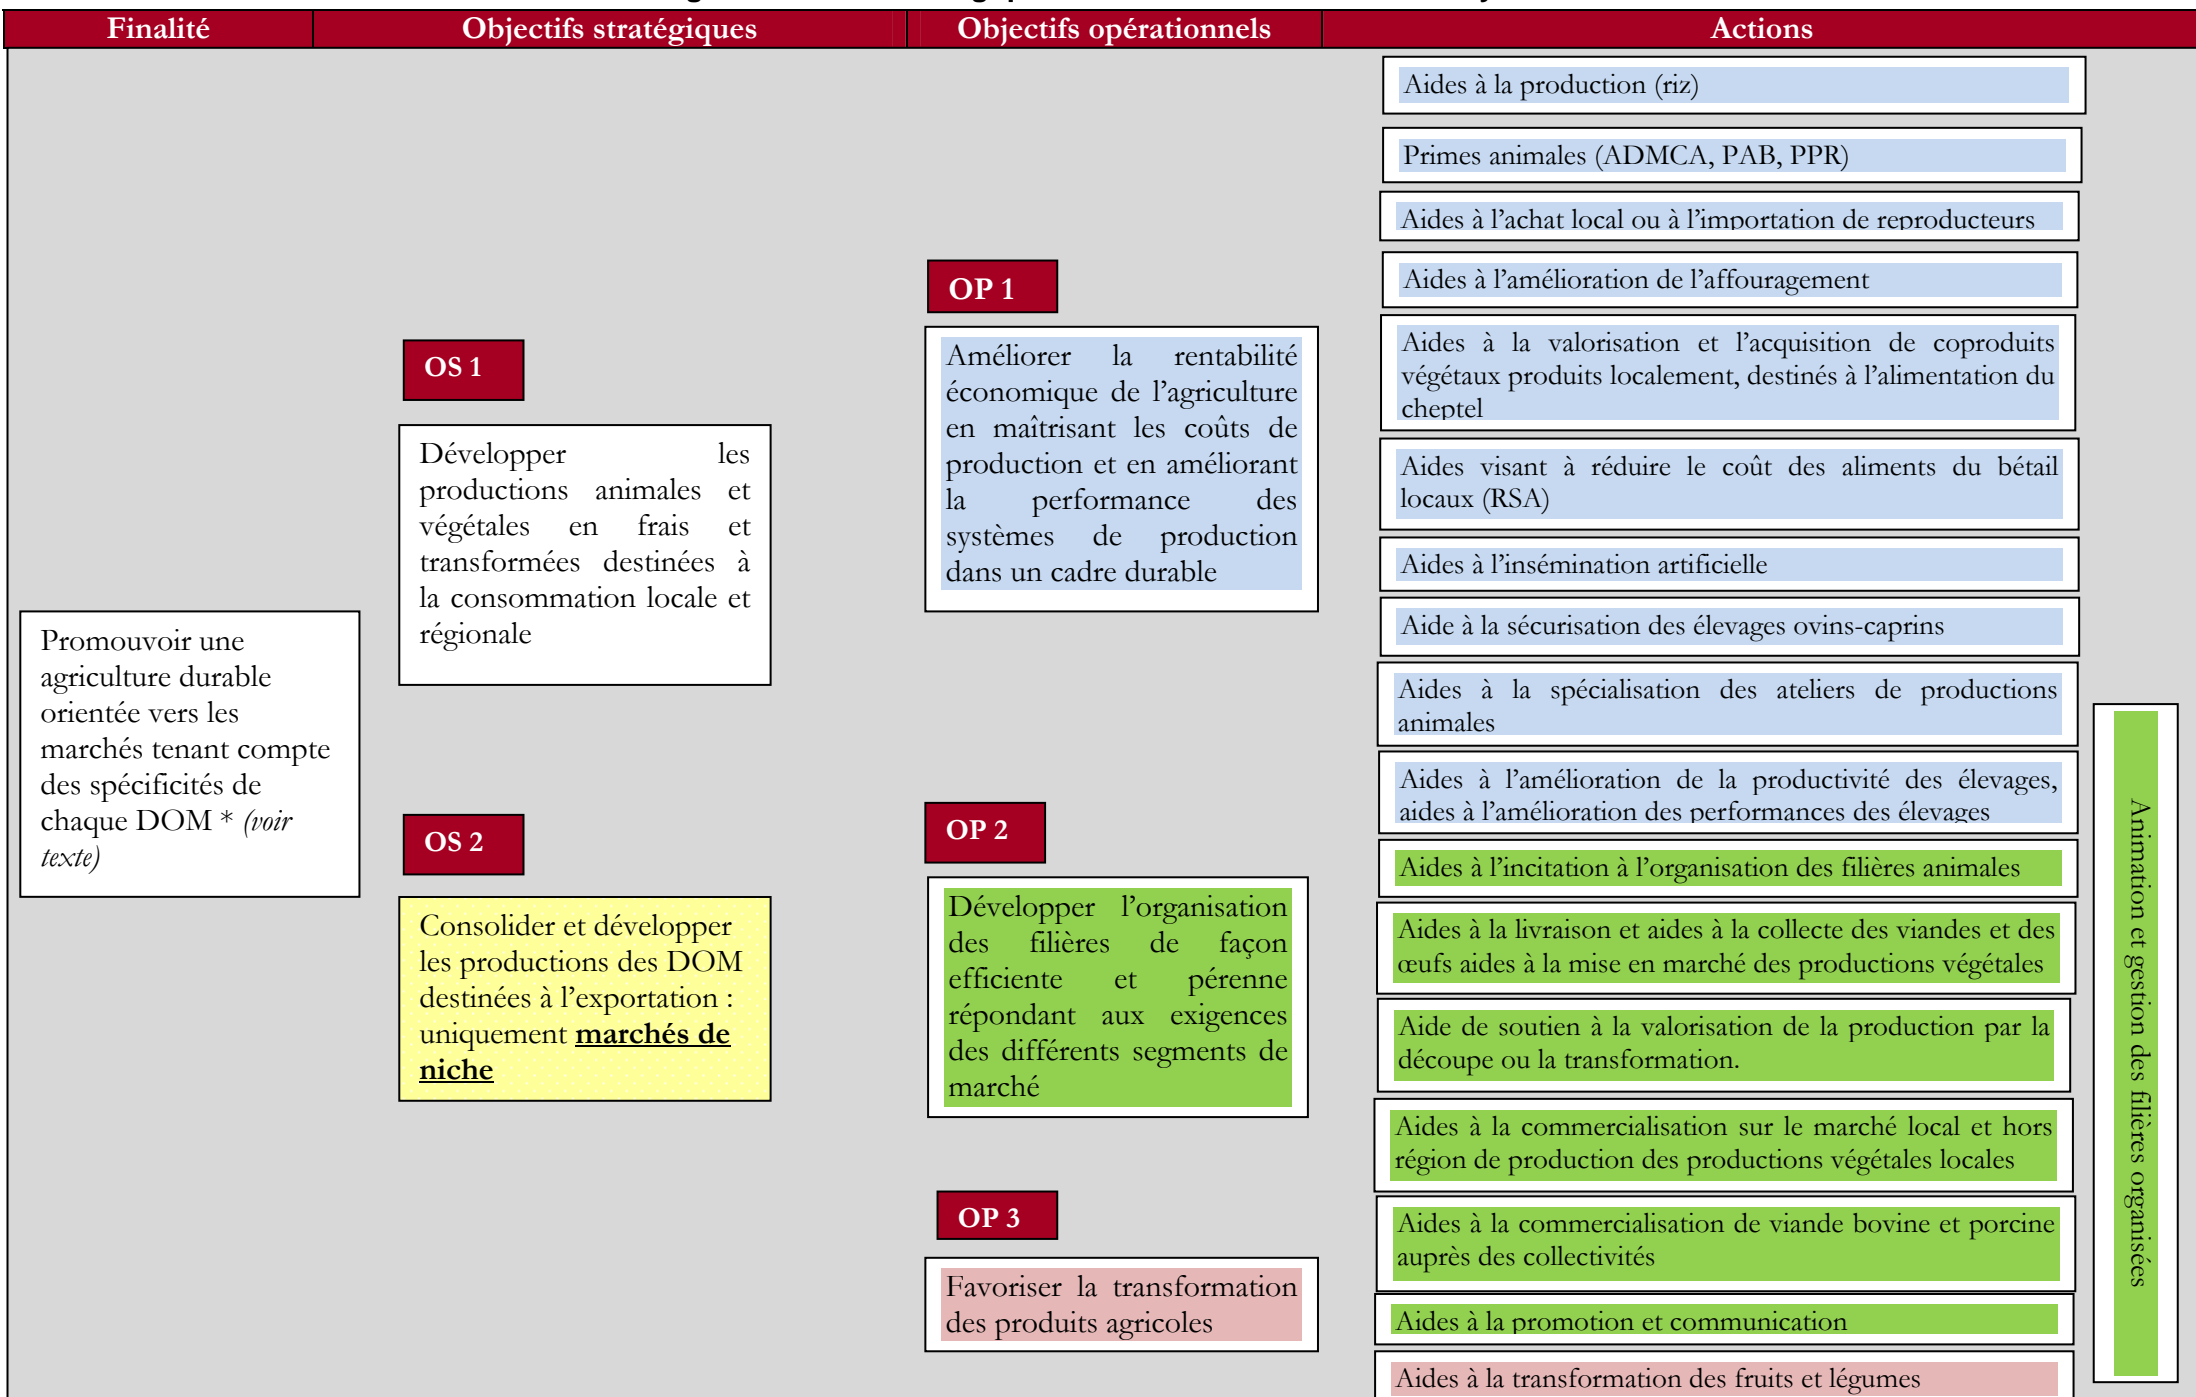 Finalité
Objectifs stratégiques
Objectifs opérationnels
Actions
Promouvoir une
agriculture durable
orientée vers les
marchés tenant compte
des spécificités de
chaque DOM * (voir
texte)
OS 1
Développer les
productions animales et
végétales en frais et
transformées destinées à
la consommation locale et
régionale
OS 2
Consolider et développer
les productions des DOM
destinées à l’exportation :
uniquement marchés de
niche
OP 1
Améliorer la rentabilité
économique de l’agriculture
en maîtrisant les coûts de
production et en améliorant
la performance des
systèmes de production
dans un cadre durable
OP 2
Développer l’organisation
des filières de façon
efficiente et pérenne
répondant aux exigences
des différents segments de
marché
OP 3
Favoriser la transformation
des produits agricoles
Aides à la production (riz)
Primes animales (ADMCA, PAB, PPR)
Aides à l’achat local ou à l’importation de reproducteurs
Aides à l’amélioration de l’affouragement
Aides à la valorisation et l’acquisition de coproduits
végétaux produits localement, destinés à l’alimentation du
cheptel
Aides visant à réduire le coût des aliments du bétail
locaux (RSA)
Aides à l’insémination artificielle
Aide à la sécurisation des élevages ovins-caprins
Aides à la spécialisation des ateliers de productions
animales
Aides à l’amélioration de la productivité des élevages,
aides à l’amélioration des performances des élevages
Aides à l’incitation à l’organisation des filières animales
Aides à la livraison et aides à la collecte des viandes et des
œufs aides à la mise en marché des productions végétales
Aide de soutien à la valorisation de la production par la
découpe ou la transformation.
Aides à la commercialisation sur le marché local et hors
région de production des productions végétales locales
Aides à la commercialisation de viande bovine et porcine
auprès des collectivités
Aides à la promotion et communication
Aides à la transformation des fruits et légumes
Animation et gestion des filières organisées